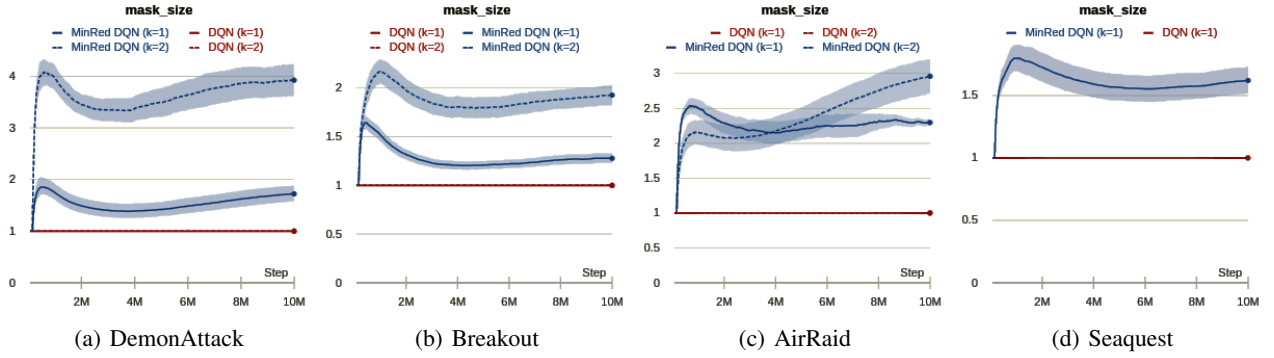 mask_size
MinRed DQN (k=1) DQN (k=1)
MinRed DQN (k=2) DQN (k=2)
4
3
2
1
0
Step
2M 4M 6M 8M 10M
(a) DemonAttack
mask_size
DQN (k=1) MinRed DQN (k=1)
DQN (k=2) MinRed DQN (k=2)
2
1.5
1
0.5
0
Step
2M 4M 6M 8M 10M
(b) Breakout
mask_size
DQN (k=1) DQN (k=2)
MinRed DQN (k=1) MinRed DQN (k=2)
3
2.5
2
1.5
1
0.5
0
Step
2M 4M 6M 8M 10M
(c) AirRaid
mask_size
MinRed DQN (k=1) DQN (k=1)
1.5
1
0.5
0
Step
2M 4M 6M 8M 10M
(d) Seaquest